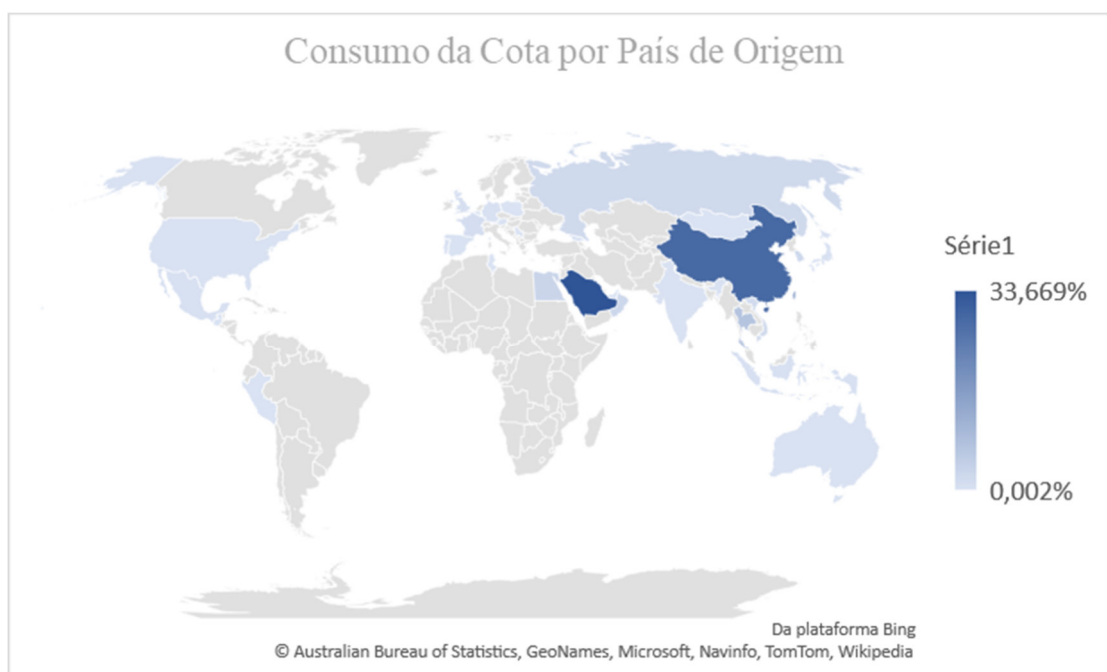 Consumo da Cota por País de Origem
Série1
33,669%
0,002%
Da plataforma Bing
© Australian Bureau of Statistics, GeoNames, Microsoft, Navinfo, TomTom, Wikipedia